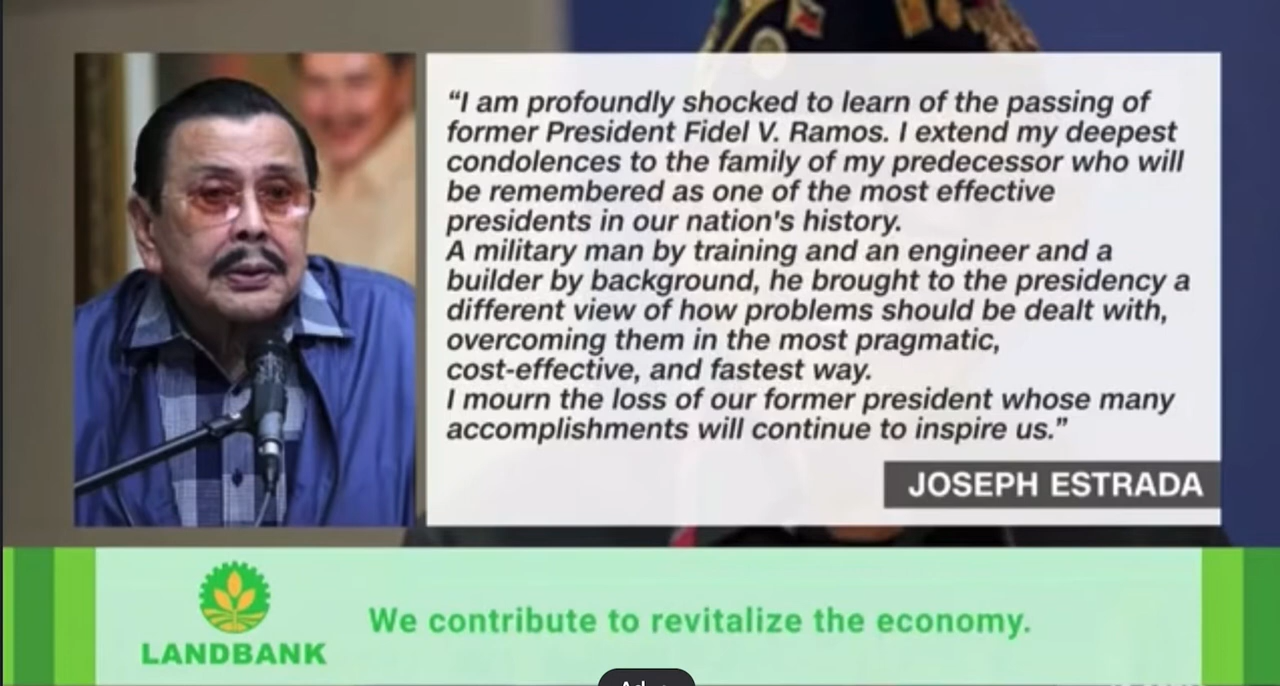 “I am profoundly shocked to learn of the passing of
former President Fidel V. Ramos. I extend my deepest
condolences to the family of my predecessor who will
be remembered as one of the most effective
presidents in our nation's history.
A military man by training and an engineer and a
builder by background, he brought to the presidency a
different view of how problems should be dealt with,
overcoming them in the most pragmatic,
cost-effective, and fastest way.
I mourn the loss of our former president whose many
accomplishments will continue to inspire us.”
JOSEPH ESTRADA
LANDBANK
We contribute to revitalize the economy.